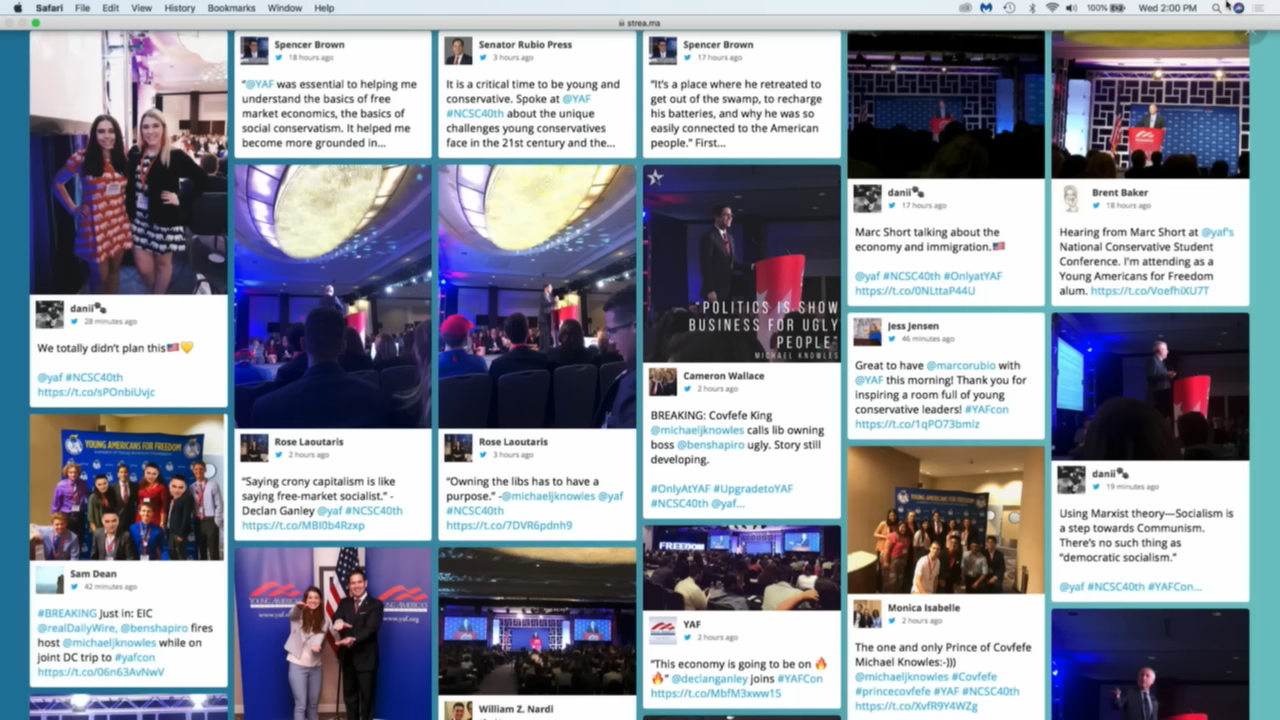 Safari File Edit View History Bookmarks Window Help
100%
Wed 2:00 PM
strea.ma
danii
28 minutes ago
We totally didn't plan this
@yaf #NCSC40th
https://t.co/sPOnbiUvjc
YOUNG AMERICANS FOR FREEDOM
Sam Dean
42 minutes ago
#BREAKING Just in: EIC
@realDailyWire, @benshapiro fires
host @michaeljknowles while on
joint DC trip to #yafcon
https://t.co/06n63AvNwV
Spencer Brown
18 hours ago
"@YAF was essential to helping me
understand the basics of free
market economics, the basics of
social conservatism. It helped me
become more grounded in...
Rose Laoutaris
2 hours ago
"Saying crony capitalism is like
saying free-market socialist." -
Declan Ganley @yaf #NCSC40th
https://t.co/MBI0b4Rzxp
www.yaf.org
Senator Rubio Press
3 hours ago
It is a critical time to be young and
conservative. Spoke at @YAF
#NCSC40th about the unique
challenges young conservatives
face in the 21st century and the...
Rose Laoutaris
3 hours ago
"Owning the libs has to have a
purpose." -@michaeljknowles @yaf
#NCSC40th
https://t.co/7DVR6pdnh9
William Z. Nardi
Spencer Brown
17 hours ago
"It's a place where he retreated to
get out of the swamp, to recharge
his batteries, and why he was so
easily connected to the American
people." First...
"POLITICS IS SHOW
BUSINESS FOR UGLY
PEOPLE"
MICHAEL KNOWLES
Cameron Wallace
2 hours ago
BREAKING: Covfefe King
@michaeljknowles calls lib owning
boss @benshapiro ugly. Story still
developing.
#OnlyAtYAF #UpgradetoYAF
#NCSC40th @yaf...
FREEDOM
YAF
2 hours ago
"This economy is going to be on
" @declanganley joins #YAFCon
https://t.co/MbfM3xww15
danii
17 hours ago
Marc Short talking about the
economy and immigration.
@yaf #NCSC40th #OnlyatYAF
https://t.co/0NLttaP44U
Jess Jensen
46 minutes ago
Great to have @marcorubio with
@YAF this morning! Thank you for
inspiring a room full of young
conservative leaders! #YAFcon
https://t.co/1qPO73bmlz
YOUNG AMERICANS FOR FREEDOM
Monica Isabelle
2 hours ago
The one and only Prince of Covfefe
Michael Knowles:-)))
@michaeljknowles #Covfefe
#princecovfefe #YAF #NCSC40th
https://t.co/XvfR9Y4WZg
Brent Baker
18 hours ago
Hearing from Marc Short at @yaf's
National Conservative Student
Conference. I'm attending as a
Young Americans for Freedom
alum. https://t.co/VoefhiXU7T
danii
19 minutes ago
Using Marxist theory—Socialism is
a step towards Communism.
There's no such thing as
"democratic socialism."
@yaf #NCSC40th #YAFCon...